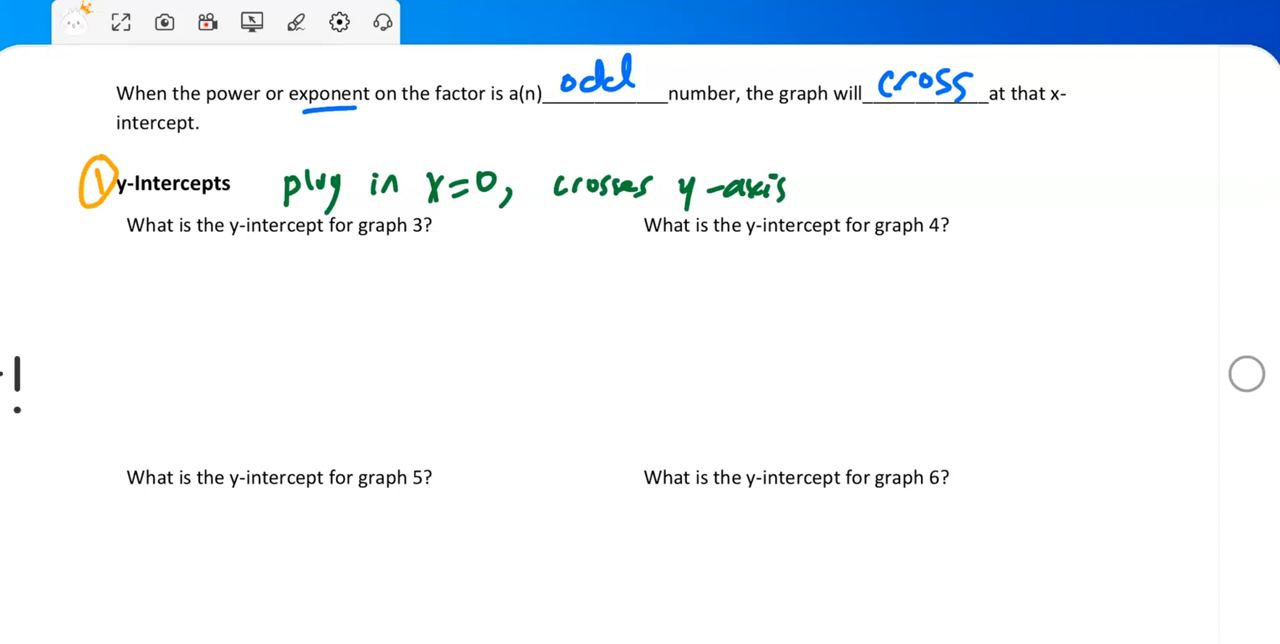 When the power or exponent on the factor is a(n) odd number, the graph will cross at that x-
intercept.
1 y-Intercepts plug in x=0, crosses y-axis
What is the y-intercept for graph 3? What is the y-intercept for graph 4?
What is the y-intercept for graph 5? What is the y-intercept for graph 6?